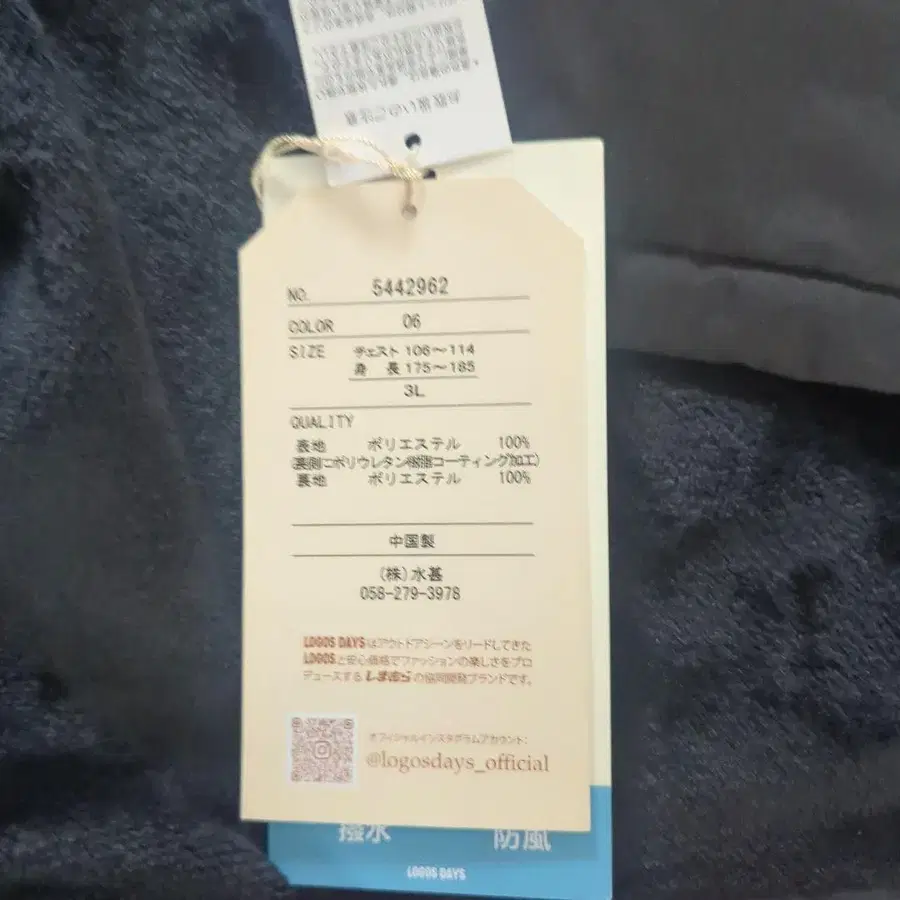 NO. 5442962
COLOR 06
SIZE チェスト 106～114
身 長 175～185
3L
QUALITY
表地 ポリエステル 100%
(裏側にポリウレタン樹脂コーティング加工)
裏地 ポリエステル 100%
中国製
(株)水甚
058-279-3978
LOGOS DAYSはアウトドアシーンをリードしてきた
LOGOSと安心価格でファッションの楽しさをプロ
デュースするしまむらの協同開発ブランドです。
オフィシャルインスタグラムアカウント:
@logosdays_official
撥水 防風
LOGOS DAYS